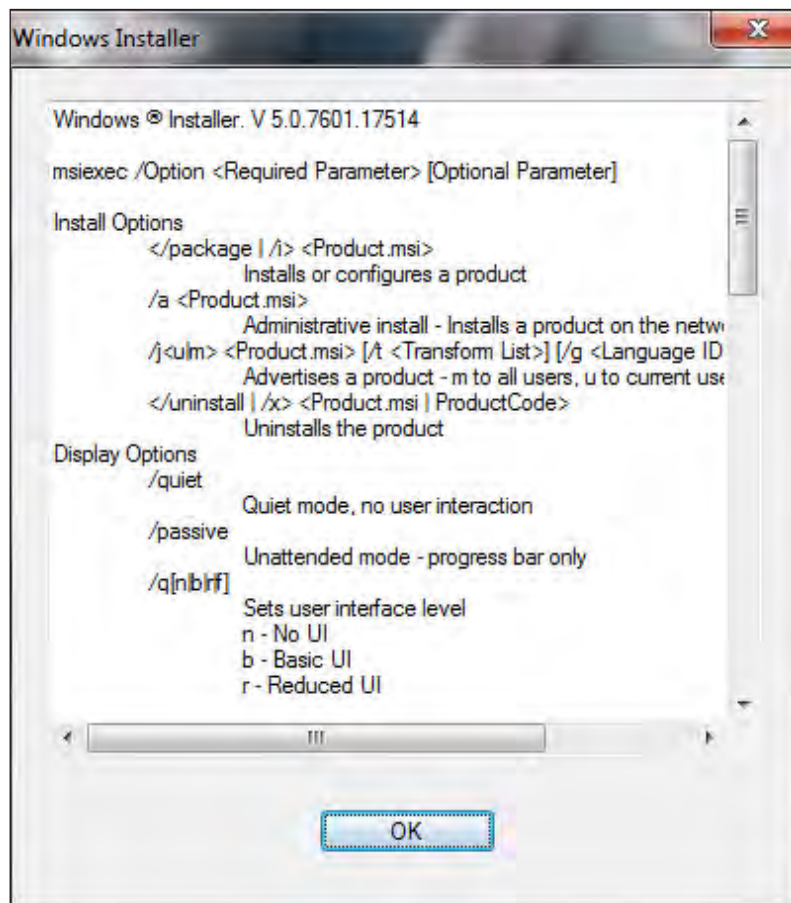 Windows Installer
Windows ® Installer. V 5.0.7601.17514
msiexec /Option <Required Parameter> [Optional Parameter]
Install Options
</package | /i> <Product.msi>
Installs or configures a product
/a <Product.msi>
Administrative install - Installs a product on the netw
/j<u|m> <Product.msi> [/t <Transform List>] [/g <Language ID
Advertises a product - m to all users, u to current use
</uninstall | /x> <Product.msi | ProductCode>
Uninstalls the product
Display Options
/quiet
Quiet mode, no user interaction
/passive
Unattended mode - progress bar only
/q[n|b|r|f]
Sets user interface level
n - No UI
b - Basic UI
r - Reduced UI
OK